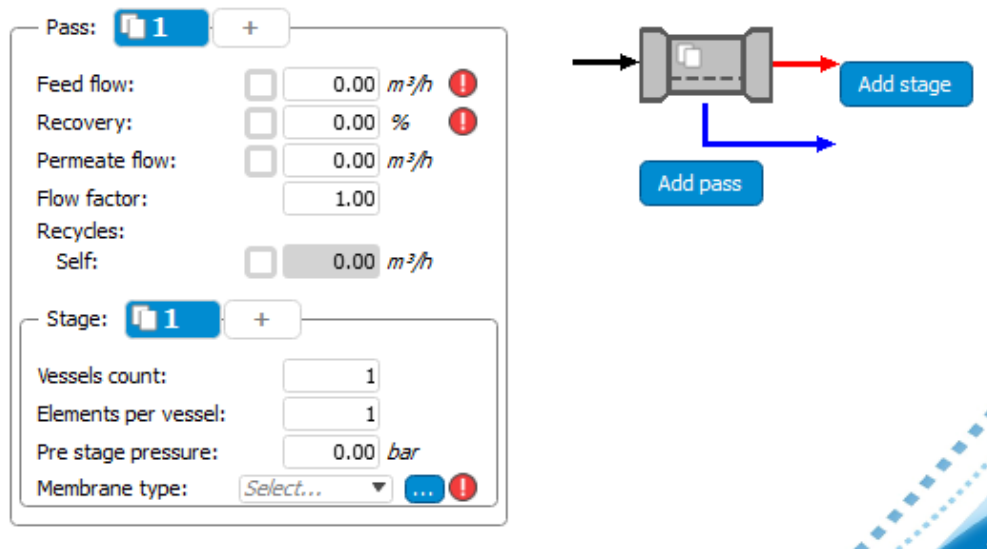 Pass: 1 +
Feed flow: 0.00 m³/h !
Recovery: 0.00 % !
Permeate flow: 0.00 m³/h
Flow factor: 1.00
Recycles:
Self: 0.00 m³/h
Stage: 1 +
Vessels count: 1
Elements per vessel: 1
Pre stage pressure: 0.00 bar
Membrane type: Select... ... !
Add stage
Add pass